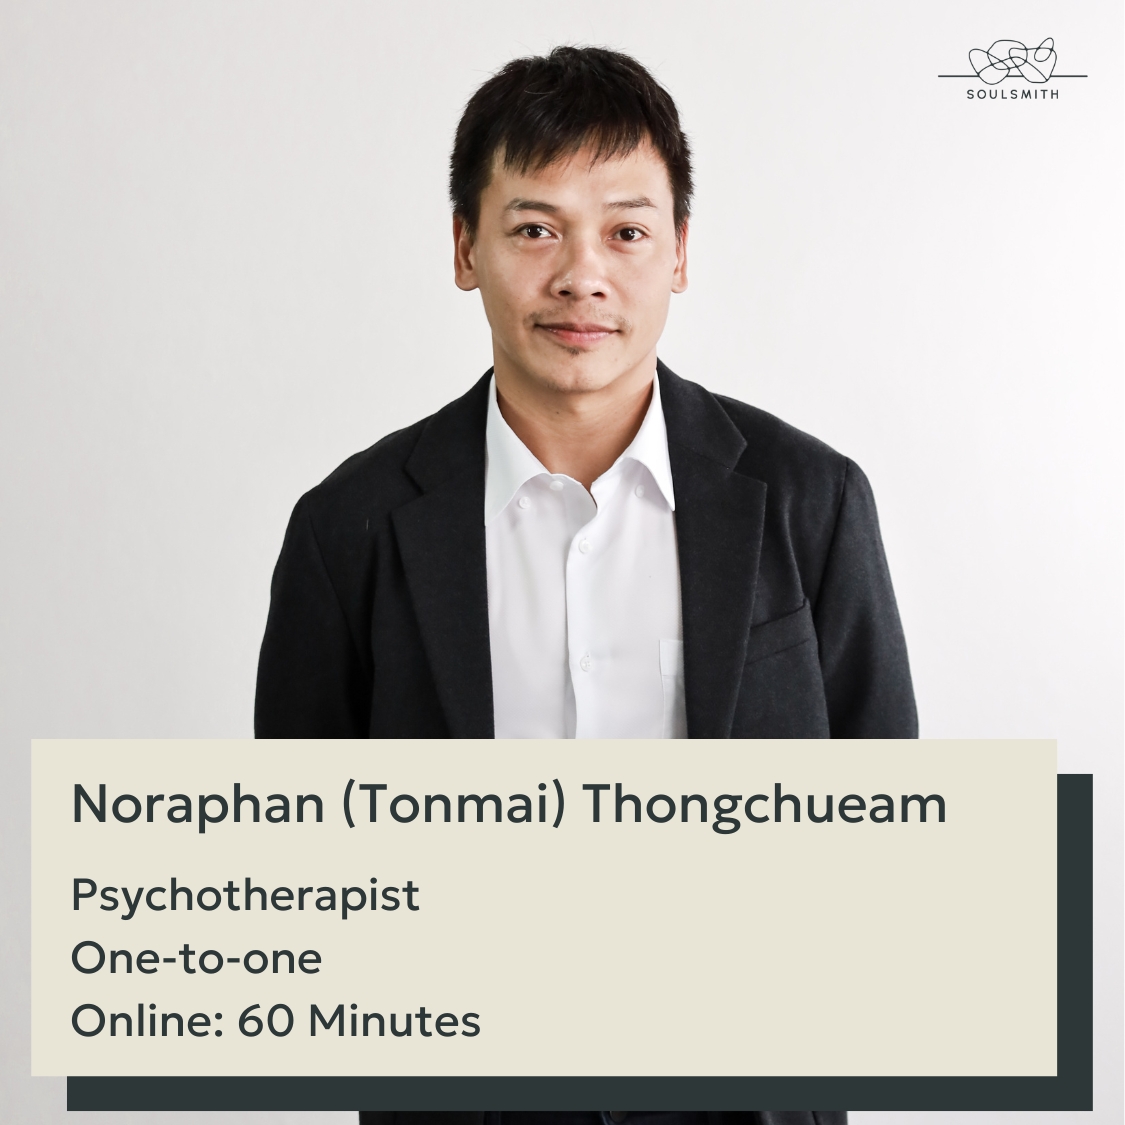 SOULSMITH
Noraphan (Tonmai) Thongchueam
Psychotherapist
One-to-one
Online: 60 Minutes